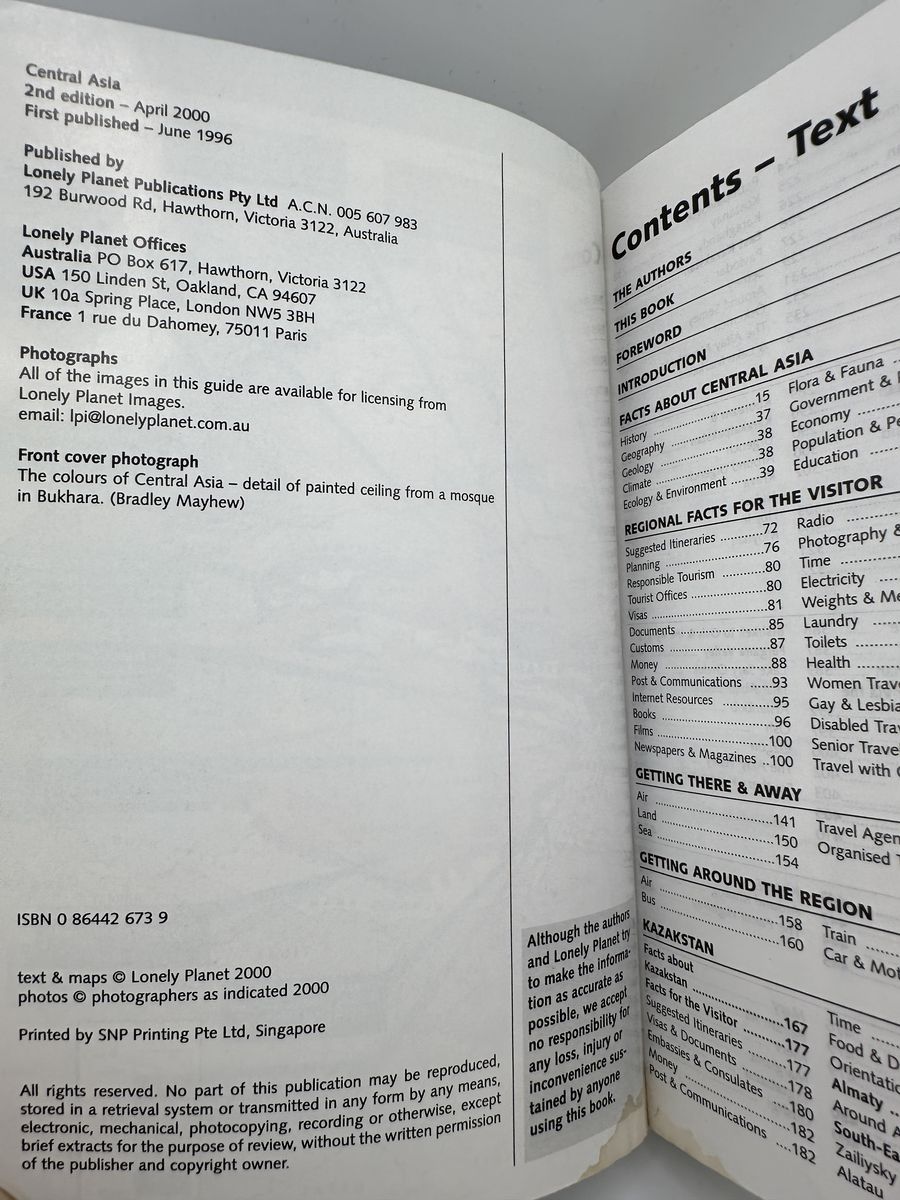 Central Asia
2nd edition – April 2000
First published – June 1996
Published by
Lonely Planet Publications Pty Ltd A.C.N. 005 607 983
192 Burwood Rd, Hawthorn, Victoria 3122, Australia
Lonely Planet Offices
Australia PO Box 617, Hawthorn, Victoria 3122
USA 150 Linden St, Oakland, CA 94607
UK 10a Spring Place, London NW5 3BH
France 1 rue du Dahomey, 75011 Paris
Photographs
All of the images in this guide are available for licensing from
Lonely Planet Images.
email: lpi@lonelyplanet.com.au
Front cover photograph
The colours of Central Asia – detail of painted ceiling from a mosque
in Bukhara. (Bradley Mayhew)
ISBN 0 86442 673 9
text & maps © Lonely Planet 2000
photos © photographers as indicated 2000
Printed by SNP Printing Pte Ltd, Singapore
All rights reserved. No part of this publication may be reproduced,
stored in a retrieval system or transmitted in any form by any means,
electronic, mechanical, photocopying, recording or otherwise, except
brief extracts for the purpose of review, without the written permission
of the publisher and copyright owner.
Although the authors
and Lonely Planet try
to make the informa-
tion as accurate as
possible, we accept
no responsibility for
any loss, injury or
inconvenience sus-
tained by anyone
using this book.
Contents – Text
THE AUTHORS
THIS BOOK
FOREWORD
INTRODUCTION
FACTS ABOUT CENTRAL ASIA
History ..........15
Geography ..........37
Geology ..........38
Climate ..........38
Ecology & Environment .......39
Flora & Fauna
Government &
Economy
Population &
Education
REGIONAL FACTS FOR THE VISITOR
Suggested Itineraries ..........72
Planning ..........76
Responsible Tourism ..........80
Tourist Offices ..........80
Visas ..........81
Documents ..........85
Customs ..........87
Money ..........88
Post & Communications ......93
Internet Resources ..........95
Books ..........96
Films ..........100
Newspapers & Magazines ..100
Radio
Photography &
Time
Electricity
Weights &
Laundry
Toilets
Health
Women
Gay &
Disabled
Senior
Travel with
GETTING THERE & AWAY
Air ..........141
Land ..........150
Sea ..........154
Travel
Organised
GETTING AROUND THE REGION
Air ..........158
Bus ..........160
Train
Car &
KAZAKSTAN
Facts about
Kazakstan ..........167
Facts for the Visitor ..........177
Suggested Itineraries ..........177
Visas & Documents ..........178
Embassies & Consulates ....180
Money ..........182
Post & Communications ....182
Time
Food &
Almaty
Around
Zailiysky
Alatau